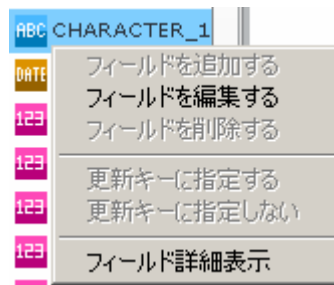 ABC CHARACTER_1
DATE
フィールドを追加する
フィールドを編集する
123
フィールドを削除する
123
更新キーに指定する
123
更新キーに指定しない
123
フィールド詳細表示